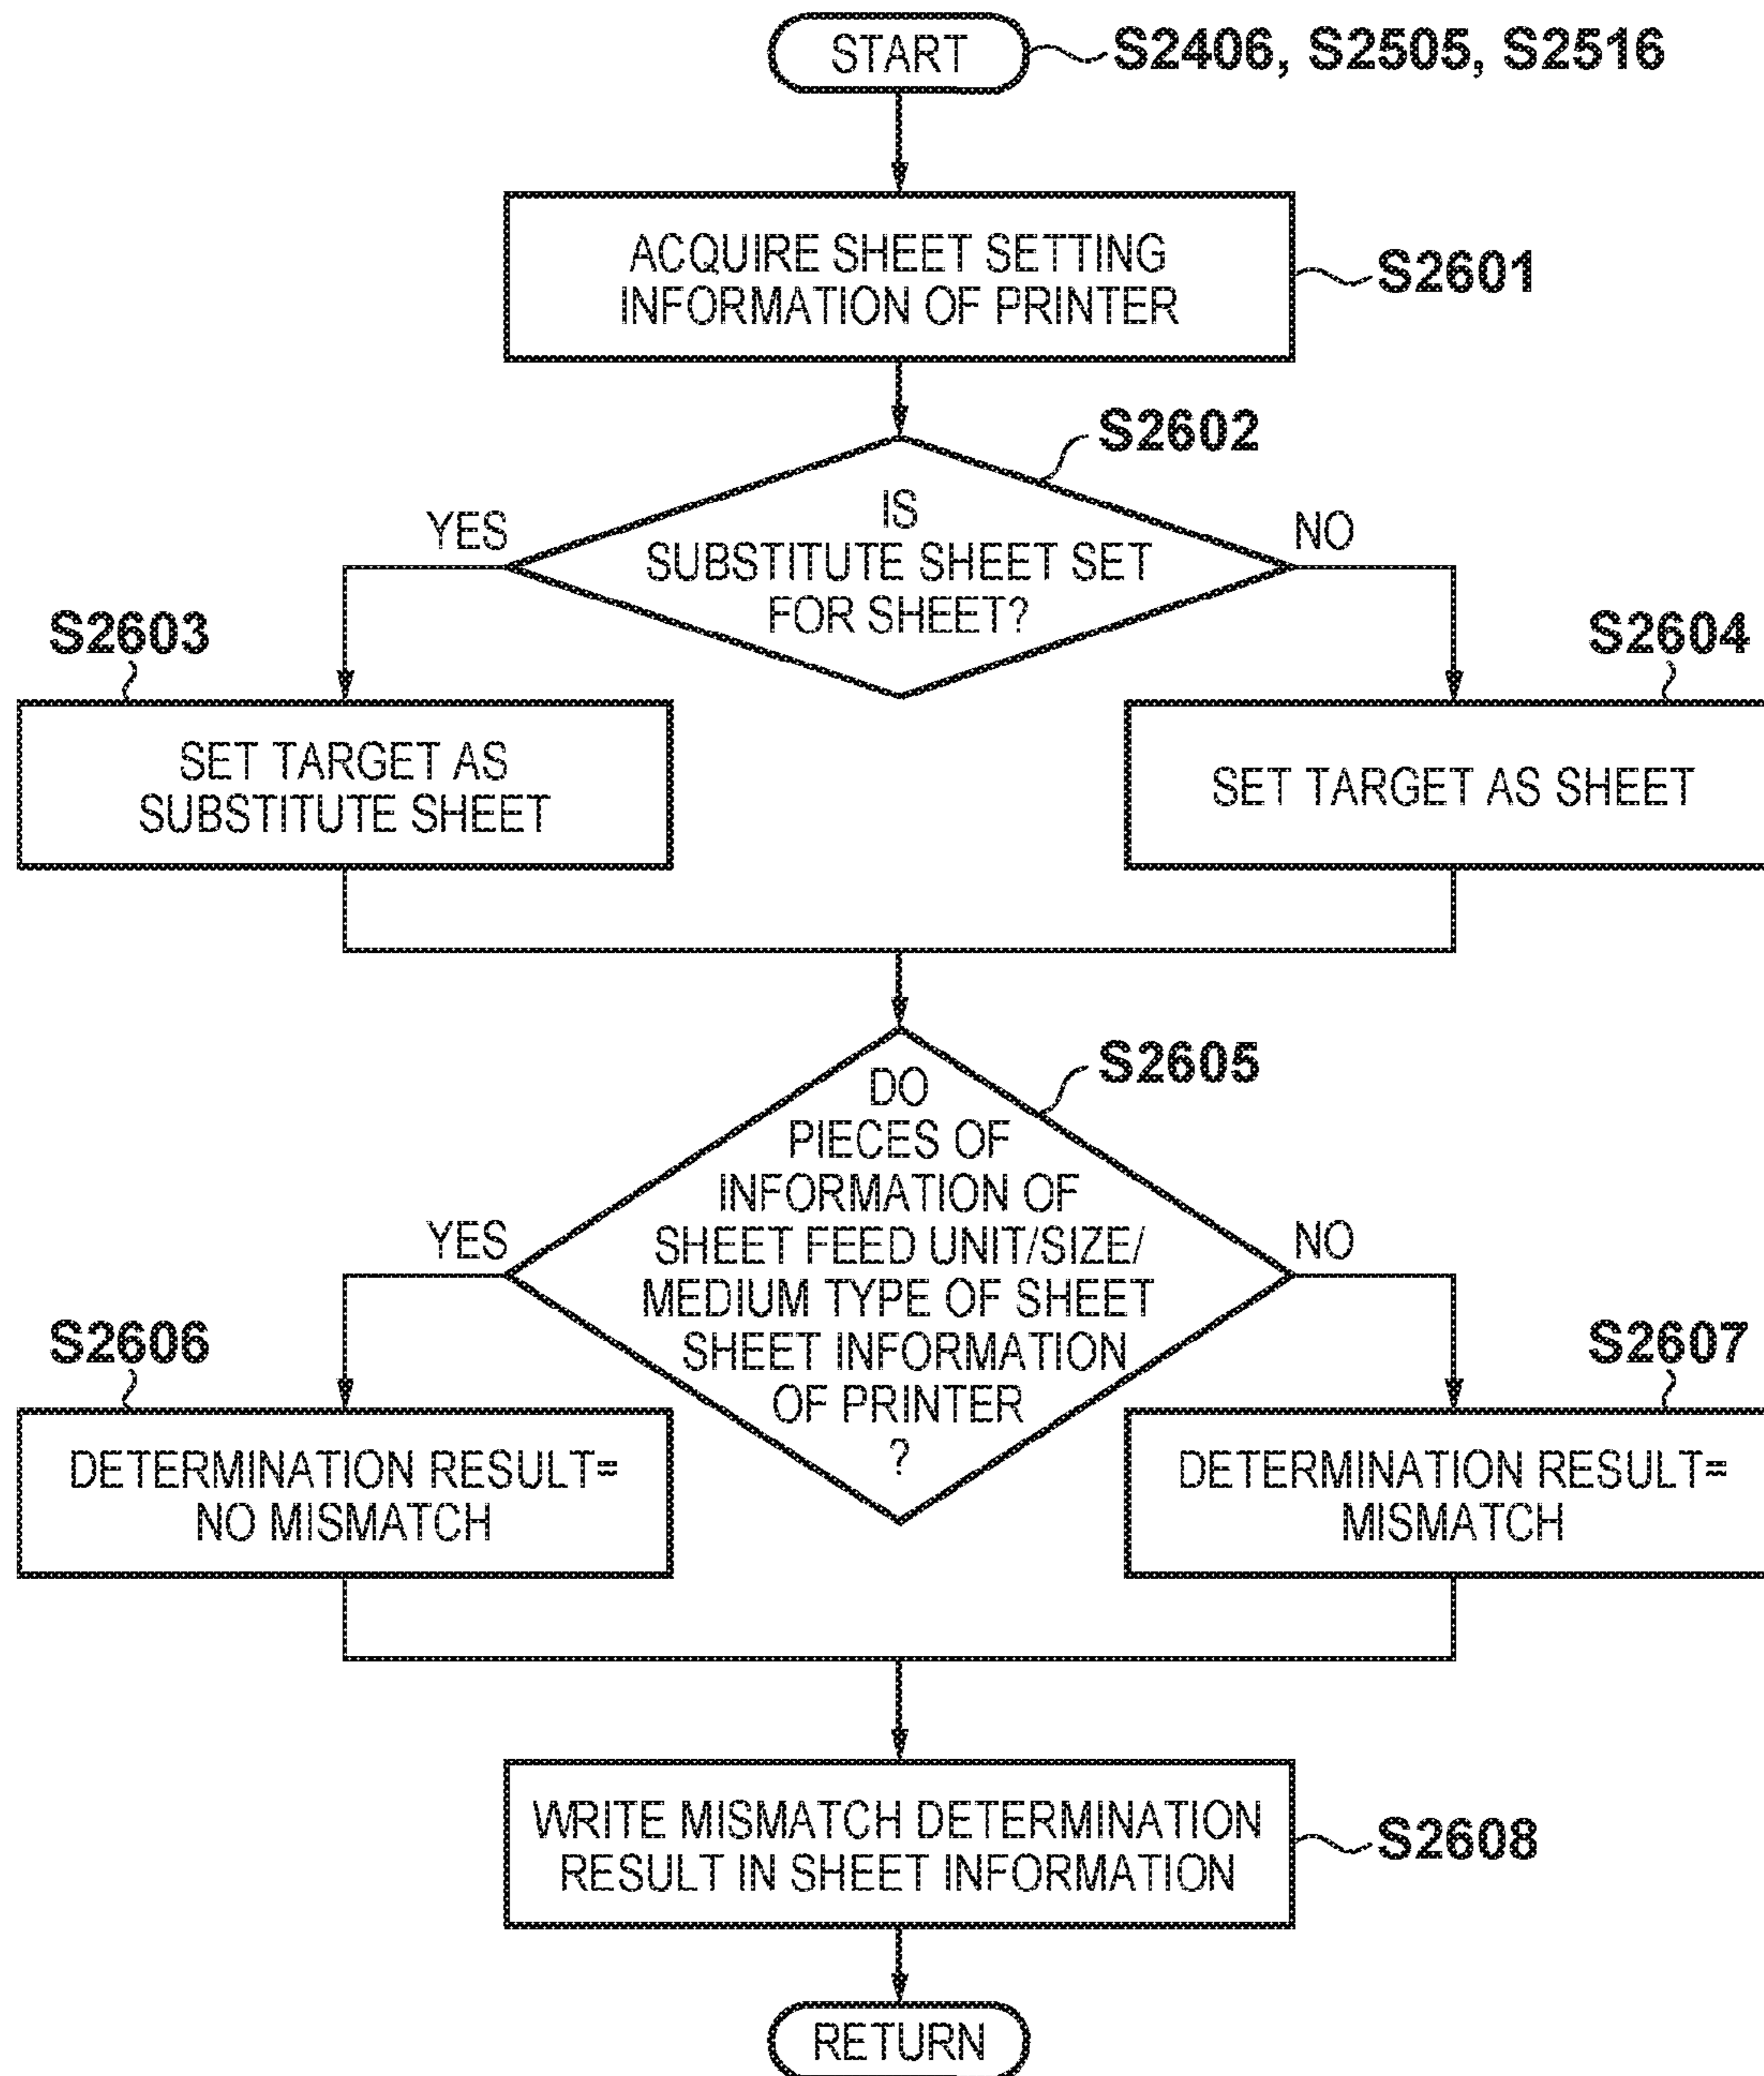 START
S2406, S2505, S2516
ACQUIRE SHEET SETTING
INFORMATION OF PRINTER
S2601
S2602
IS
SUBSTITUTE SHEET SET
FOR SHEET?
YES
NO
S2603
S2604
SET TARGET AS
SUBSTITUTE SHEET
SET TARGET AS SHEET
S2605
DO
PIECES OF
INFORMATION OF
SHEET FEED UNIT/SIZE/
MEDIUM TYPE OF SHEET
SHEET INFORMATION
OF PRINTER
?
YES
NO
S2606
S2607
DETERMINATION RESULT=
NO MISMATCH
DETERMINATION RESULT=
MISMATCH
WRITE MISMATCH DETERMINATION
RESULT IN SHEET INFORMATION
S2608
RETURN